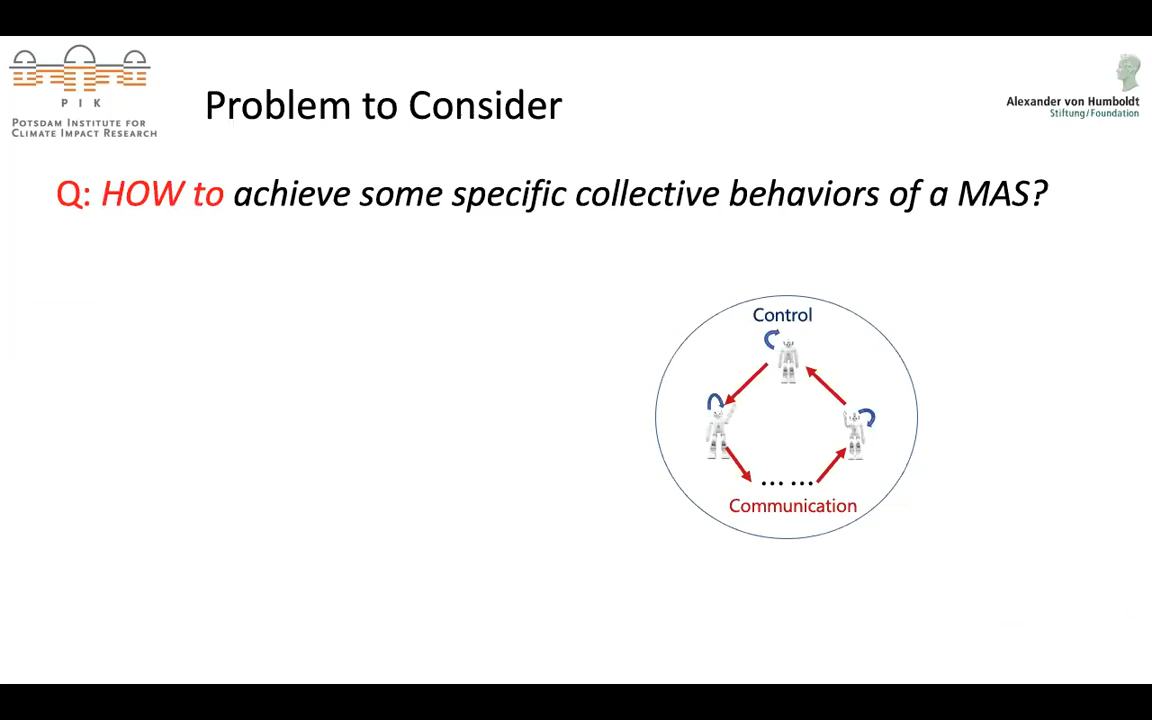 P I K
POTSDAM INSTITUTE FOR
CLIMATE IMPACT RESEARCH
Problem to Consider
Alexander von Humboldt
Stiftung/Foundation
Q: HOW to achieve some specific collective behaviors of a MAS?
Control
... ...
Communication